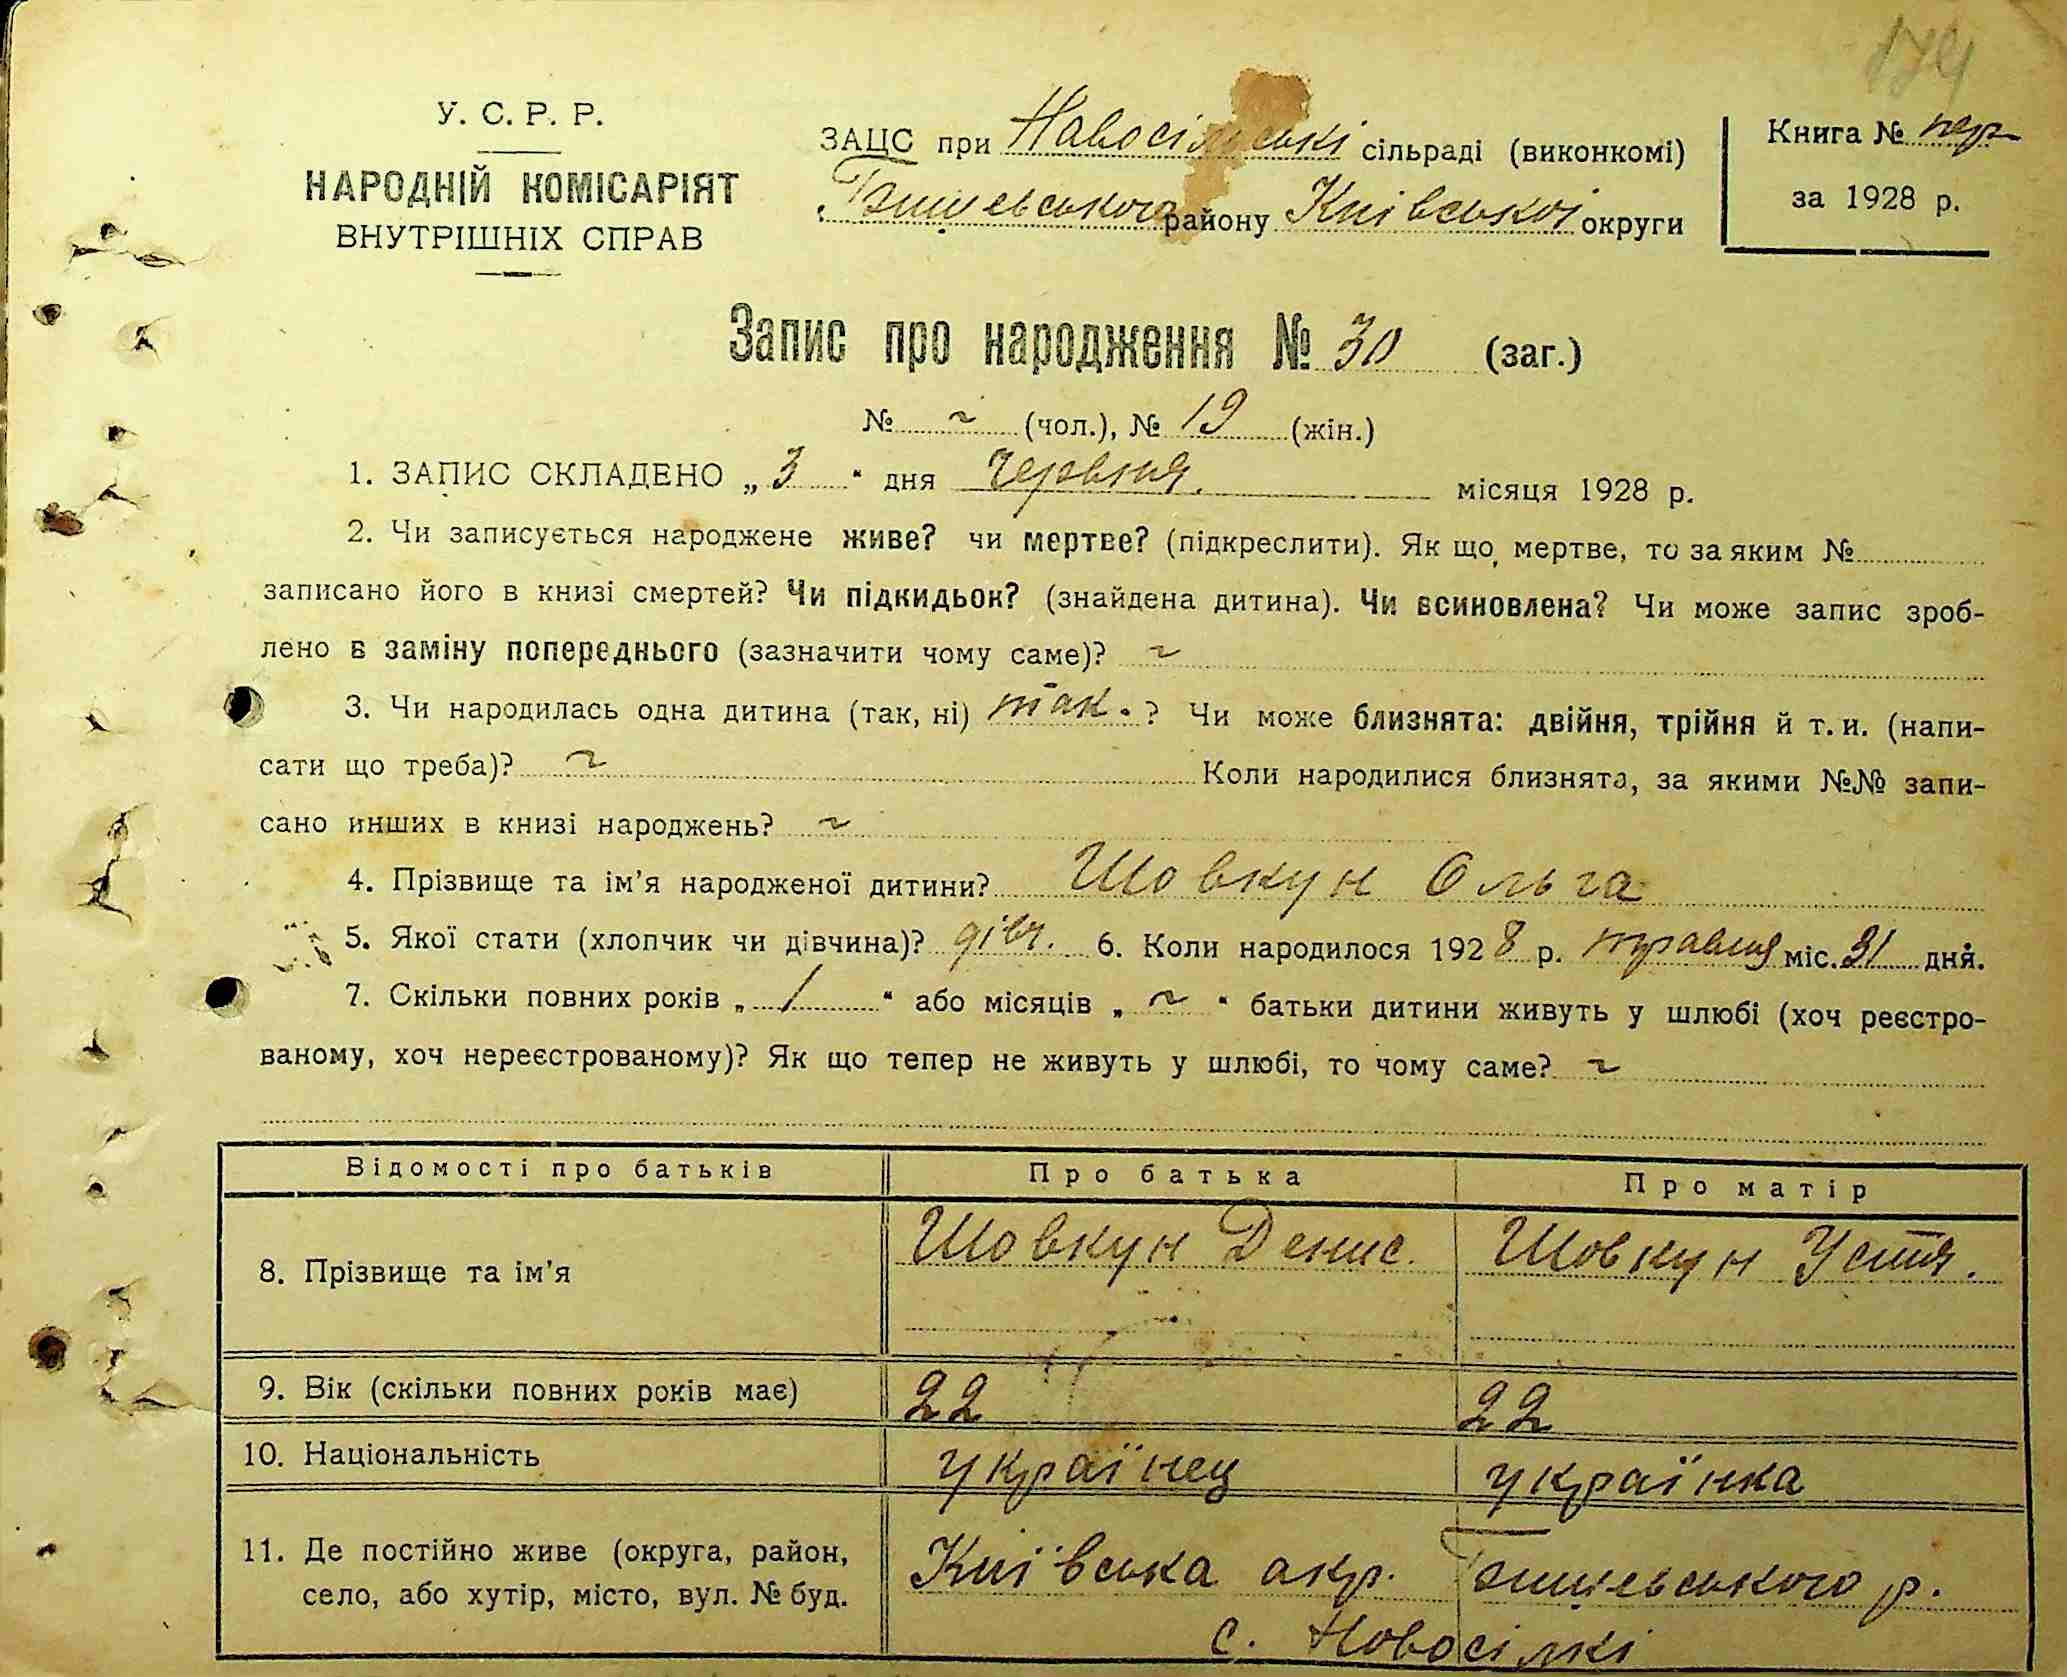 179
У. С. Р. Р.
НАРОДНІЙ КОМІСАРІЯТ
ВНУТРІШНІХ СПРАВ
ЗАЦС при Навосілкські сільраді (виконкомі)
району Київської округи
Книга № пер
за 1928 р.
Запис про народження № 30 (заг.)
№ ~ (чол.), № 19 (жін.)
1. ЗАПИС СКЛАДЕНО „ 3 “ дня червня. місяця 1928 р.
2. Чи записується народжене живе? чи мертве? (підкреслити). Як що, мертве, то за яким №
записано його в книзі смертей? Чи підкидьок? (знайдена дитина). Чи всиновлена? Чи може запис зроб-
лено в заміну попереднього (зазначити чому саме)? ~
3. Чи народилась одна дитина (так, ні) так. ? Чи може близнята: двійня, трійня й т. и. (напи-
сати що треба)? ~ Коли народилися близнята, за якими №№ запи-
сано инших в книзі народжень? ~
4. Прізвище та ім’я народженої дитини? Шовкун Ольга
5. Якої стати (хлопчик чи дівчина)? дівч. 6. Коли народилося 1928 р. травня міс. 31 дня.
7. Скільки повних років „ 1 “ або місяців „ ~ “ батьки дитини живуть у шлюбі (хоч реєстро-
ваному, хоч нереєстрованому)? Як що тепер не живуть у шлюбі, то чому саме? ~
Відомості про батьків Про батька Про матір
8. Прізвище та ім’я Шовкун Денис. Шовкун Устя.
9. Вік (скільки повних років має) 22 22
10. Національність українец українка
11. Де постійно живе (округа, район, Київська акр. р.
село, або хутір, місто, вул. № буд. с. Новосілкі